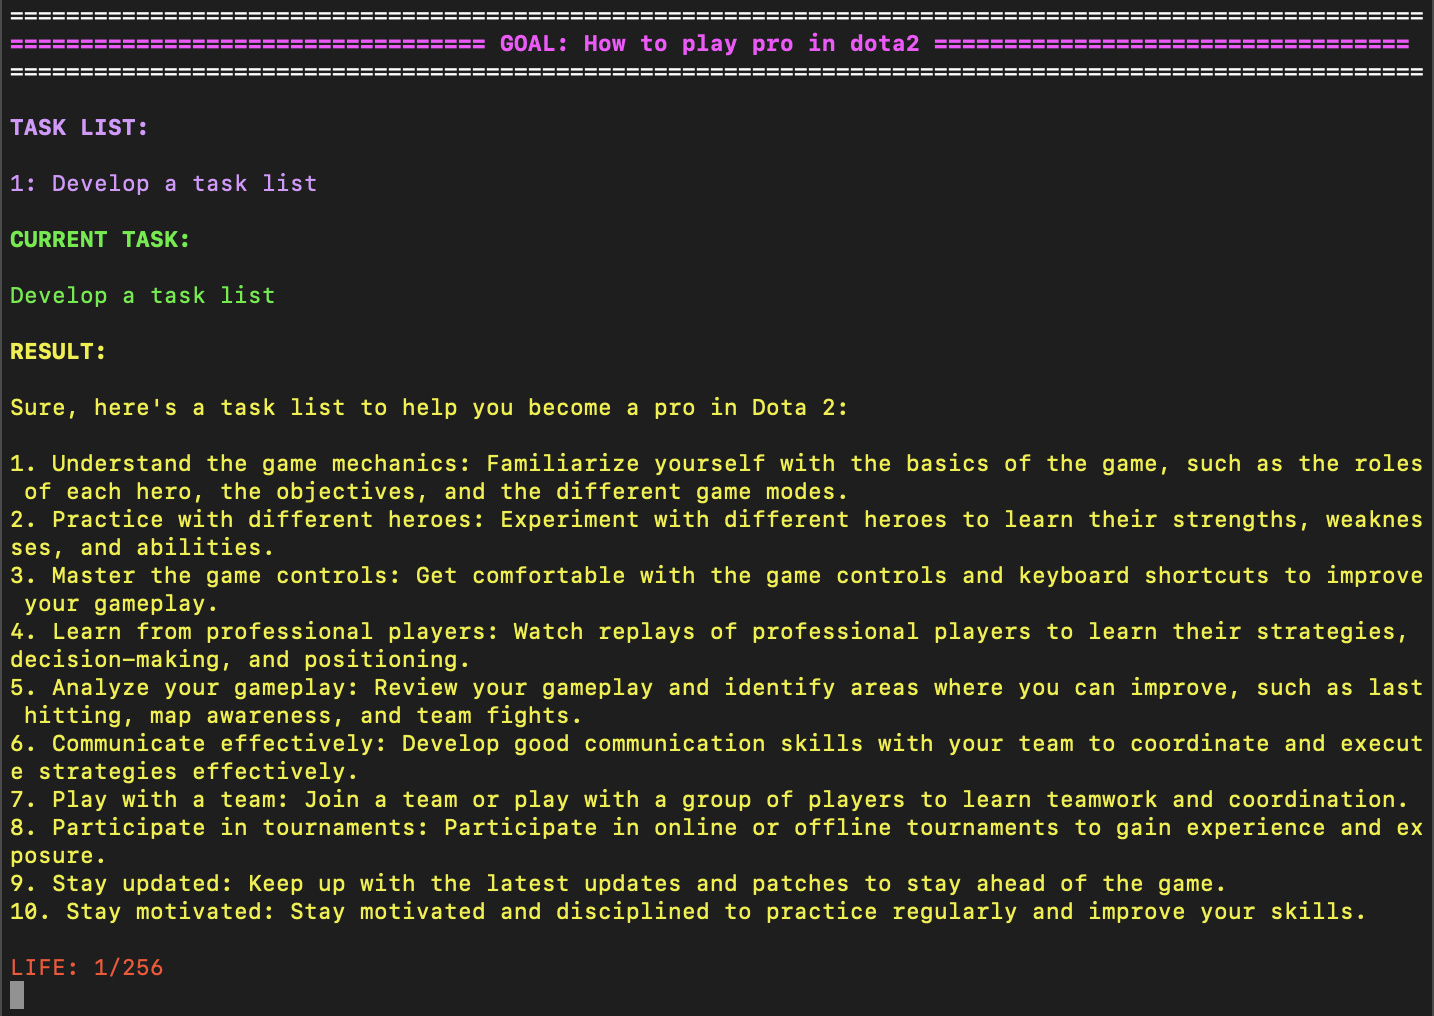 =====================================================================================================
================================== GOAL: How to play pro in dota2 ==================================
=====================================================================================================
TASK LIST:
1: Develop a task list
CURRENT TASK:
Develop a task list
RESULT:
Sure, here's a task list to help you become a pro in Dota 2:
1. Understand the game mechanics: Familiarize yourself with the basics of the game, such as the roles
of each hero, the objectives, and the different game modes.
2. Practice with different heroes: Experiment with different heroes to learn their strengths, weaknes
ses, and abilities.
3. Master the game controls: Get comfortable with the game controls and keyboard shortcuts to improve
your gameplay.
4. Learn from professional players: Watch replays of professional players to learn their strategies,
decision-making, and positioning.
5. Analyze your gameplay: Review your gameplay and identify areas where you can improve, such as last
hitting, map awareness, and team fights.
6. Communicate effectively: Develop good communication skills with your team to coordinate and execut
e strategies effectively.
7. Play with a team: Join a team or play with a group of players to learn teamwork and coordination.
8. Participate in tournaments: Participate in online or offline tournaments to gain experience and ex
posure.
9. Stay updated: Keep up with the latest updates and patches to stay ahead of the game.
10. Stay motivated: Stay motivated and disciplined to practice regularly and improve your skills.
LIFE: 1/256